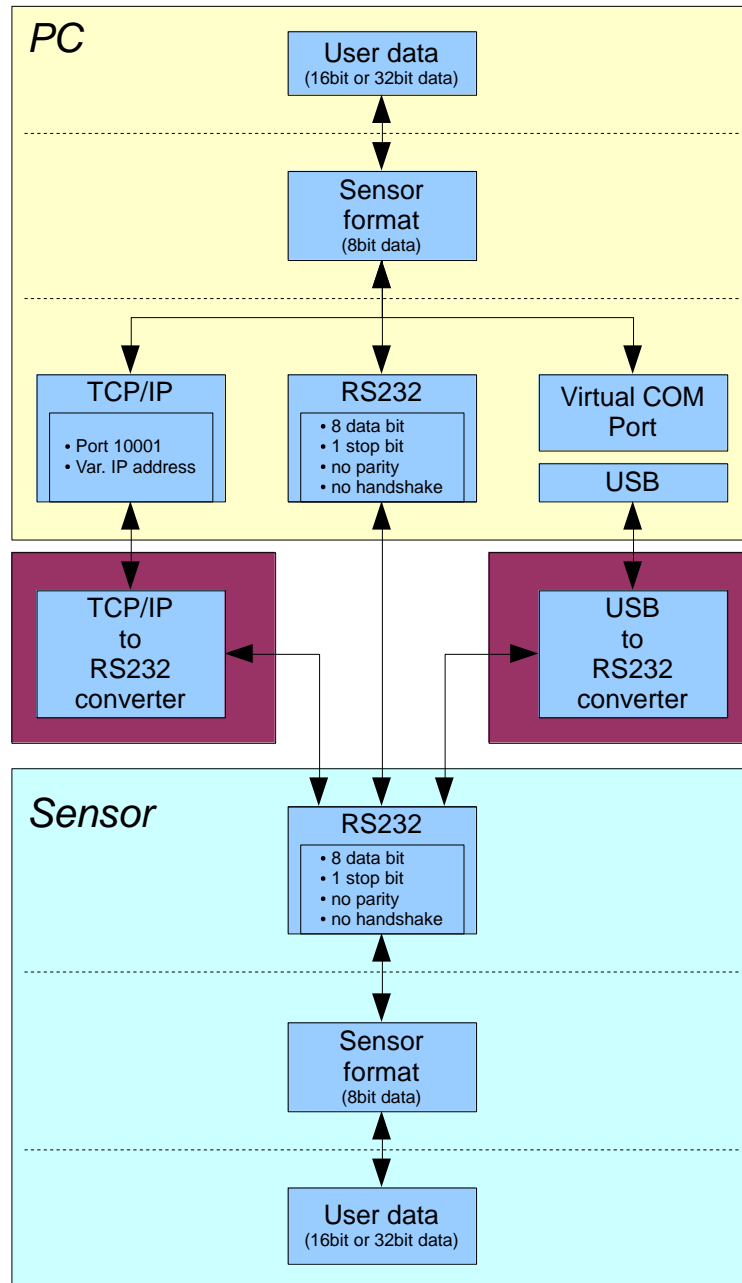 PC
User data
(16bit or 32bit data)
Sensor
format
(8bit data)
TCP/IP
• Port 10001
• Var. IP address
RS232
• 8 data bit
• 1 stop bit
• no parity
• no handshake
Virtual COM
Port
USB
TCP/IP
to
RS232
converter
USB
to
RS232
converter
Sensor
RS232
• 8 data bit
• 1 stop bit
• no parity
• no handshake
Sensor
format
(8bit data)
User data
(16bit or 32bit data)